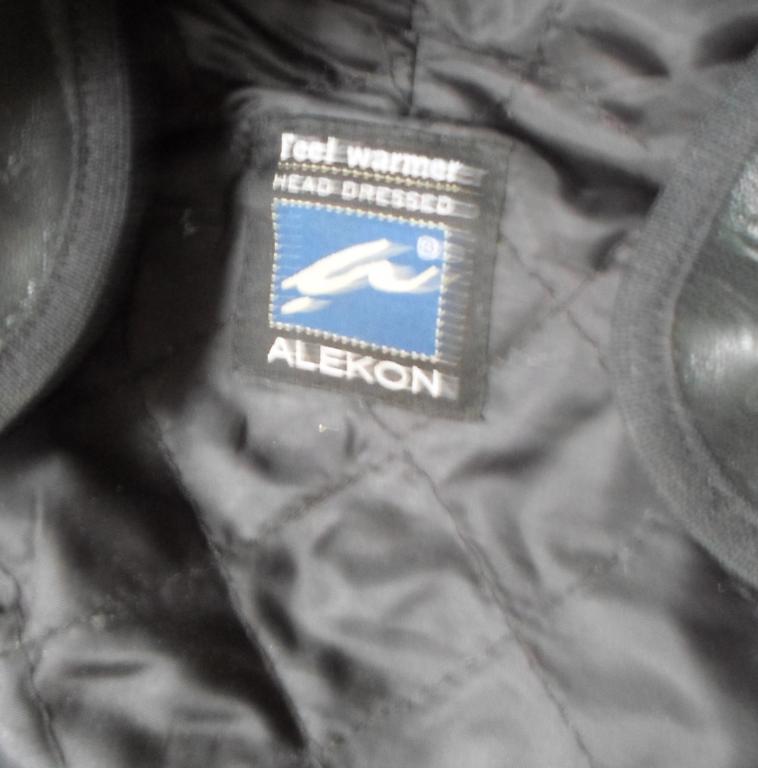 feel warmer
HEAD DRESSED
®
ALEKON